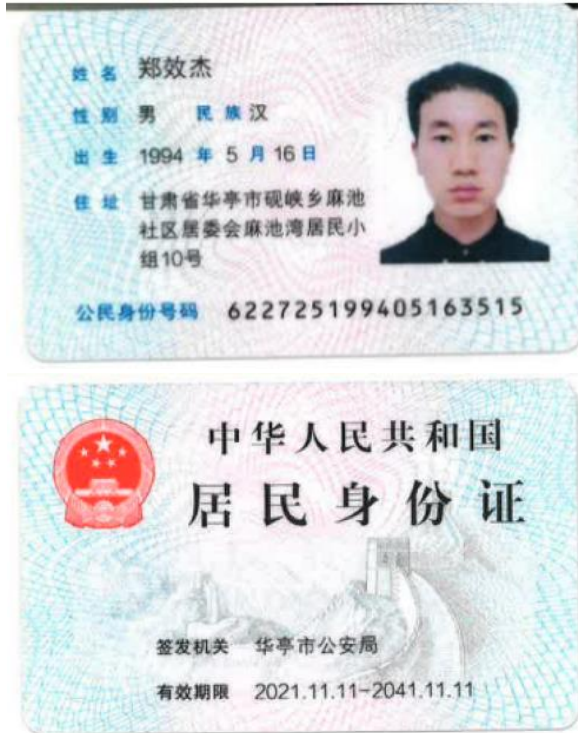 姓名 郑效杰
性别 男 民族 汉
出生 1994 年 5 月 16 日
住址 甘肃省华亭市砚峡乡麻池
社区居委会麻池湾居民小
组10号
公民身份号码 622725199405163515
中华人民共和国
居民身份证
签发机关 华亭市公安局
有效期限 2021.11.11-2041.11.11